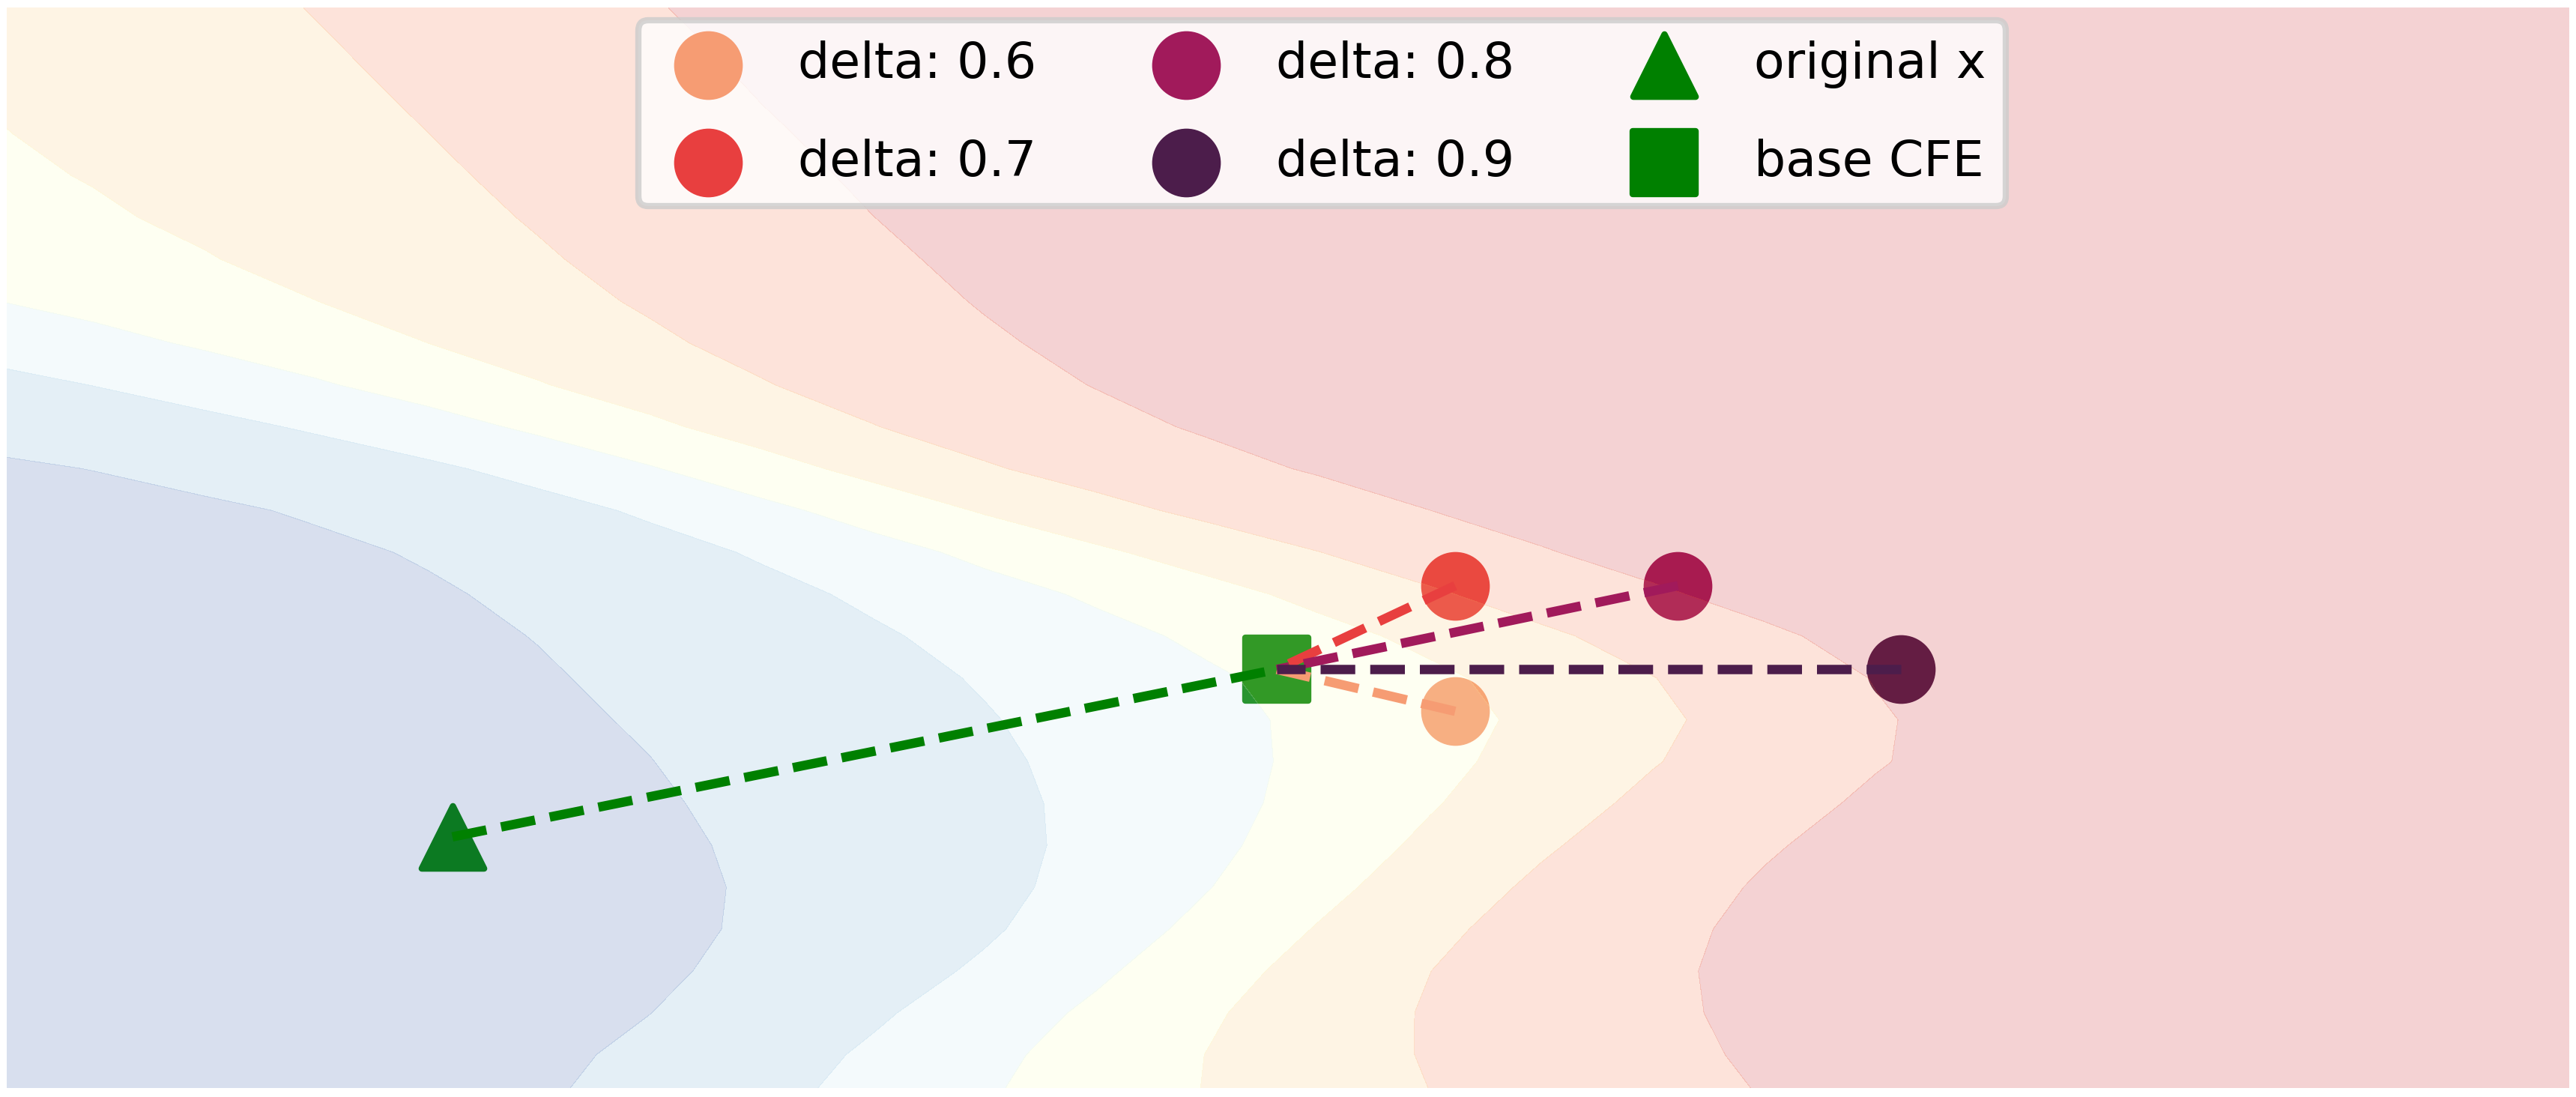 delta: 0.6
delta: 0.7
delta: 0.8
delta: 0.9
original x
base CFE